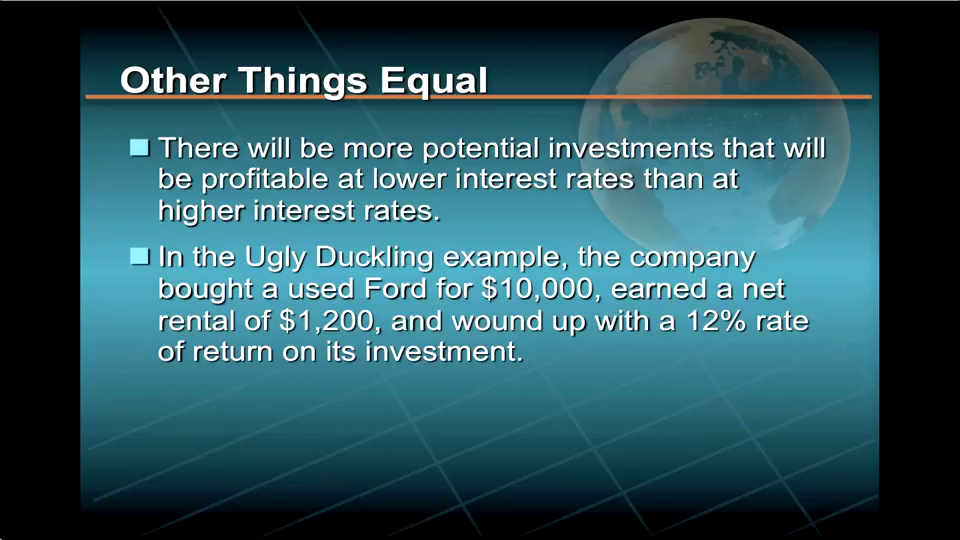 Other Things Equal
There will be more potential investments that will
be profitable at lower interest rates than at
higher interest rates.
In the Ugly Duckling example, the company
bought a used Ford for $10,000, earned a net
rental of $1,200, and wound up with a 12% rate
of return on its investment.